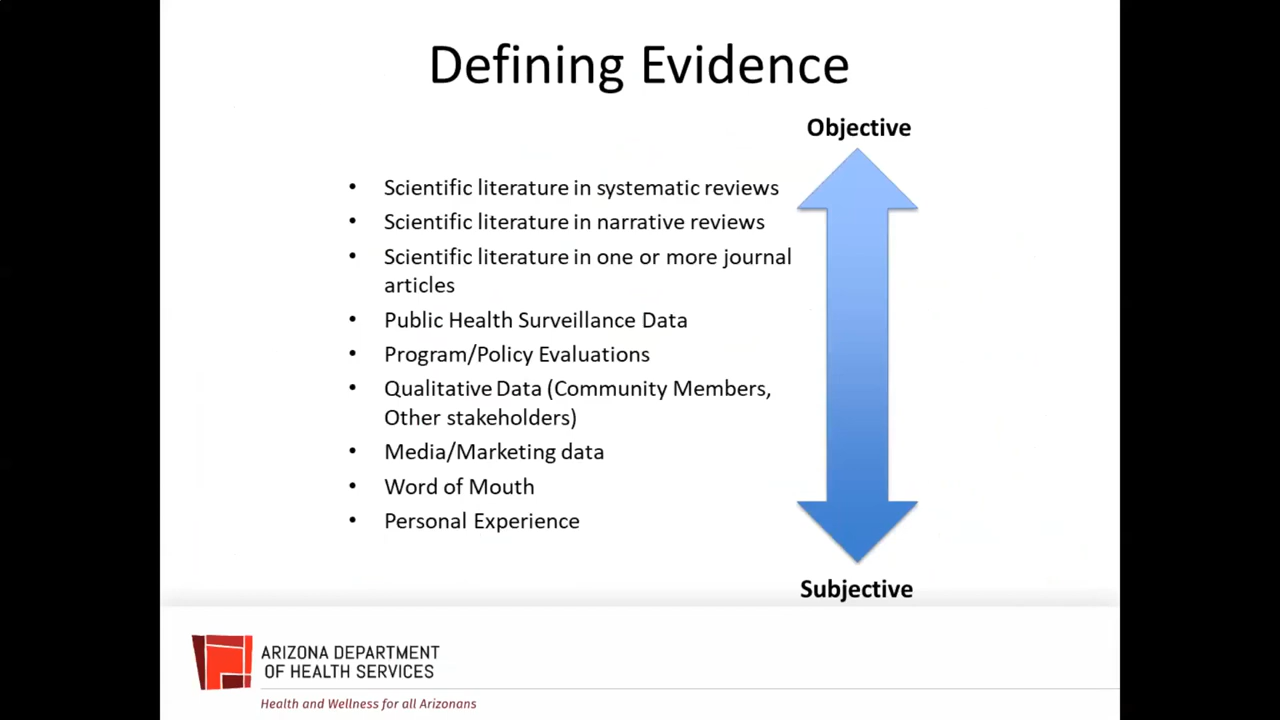 Defining Evidence
Objective
• Scientific literature in systematic reviews
• Scientific literature in narrative reviews
• Scientific literature in one or more journal
articles
• Public Health Surveillance Data
• Program/Policy Evaluations
• Qualitative Data (Community Members,
Other stakeholders)
• Media/Marketing data
• Word of Mouth
• Personal Experience
Subjective
ARIZONA DEPARTMENT
OF HEALTH SERVICES
Health and Wellness for all Arizonans